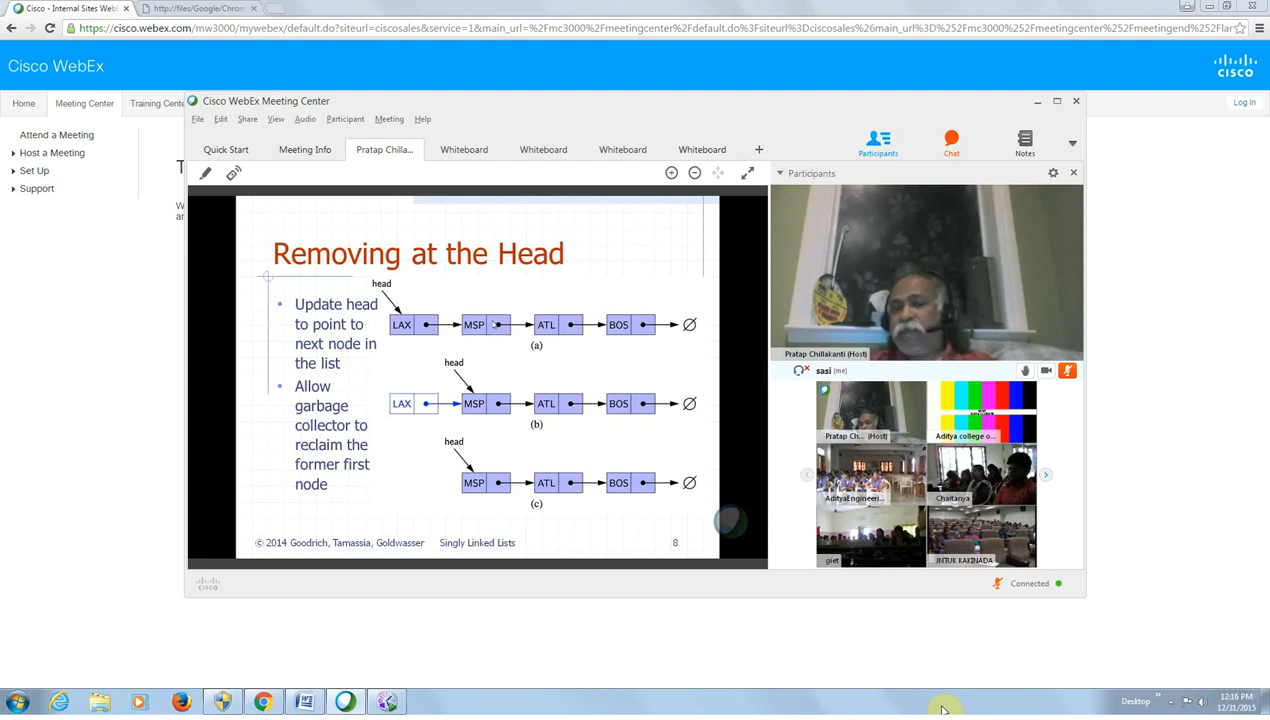 Cisco - Internal Sites WebE
http://files/Google/Chrom
https://cisco.webex.com/mw3000/mywebex/default.do?siteurl=ciscosales&service=1&main_url=%2Fmc3000%2Fmeetingcenter%2Fdefault.do%3Fsiteurl%3Dciscosales%26main_url%3D%252Fmc3000%252Fmeetingcenter%252Fmeetingend%252Flar
Cisco WebEx
CISCO
Home Meeting Center Training Cente
Log In
Attend a Meeting
Host a Meeting
Set Up
Support
Cisco WebEx Meeting Center
File Edit Share View Audio Participant Meeting Help
Participants Chat Notes
Quick Start Meeting Info Pratap Chilla... Whiteboard Whiteboard Whiteboard Whiteboard
Participants
Removing at the Head
• Update head
to point to
next node in
the list
• Allow
garbage
collector to
reclaim the
former first
node
head
LAX MSP ATL BOS ∅
(a)
head
LAX MSP ATL BOS ∅
(b)
head
MSP ATL BOS ∅
(c)
© 2014 Goodrich, Tamassia, Goldwasser Singly Linked Lists 8
Pratap Chillakanti (Host)
sasi (me)
Pratap Ch... (Host) Aditya college o...
AdityaEngineeri... Chaitanya
giet JNTUK KAKINADA
CISCO
Connected
Desktop
12:16 PM
12/31/2015